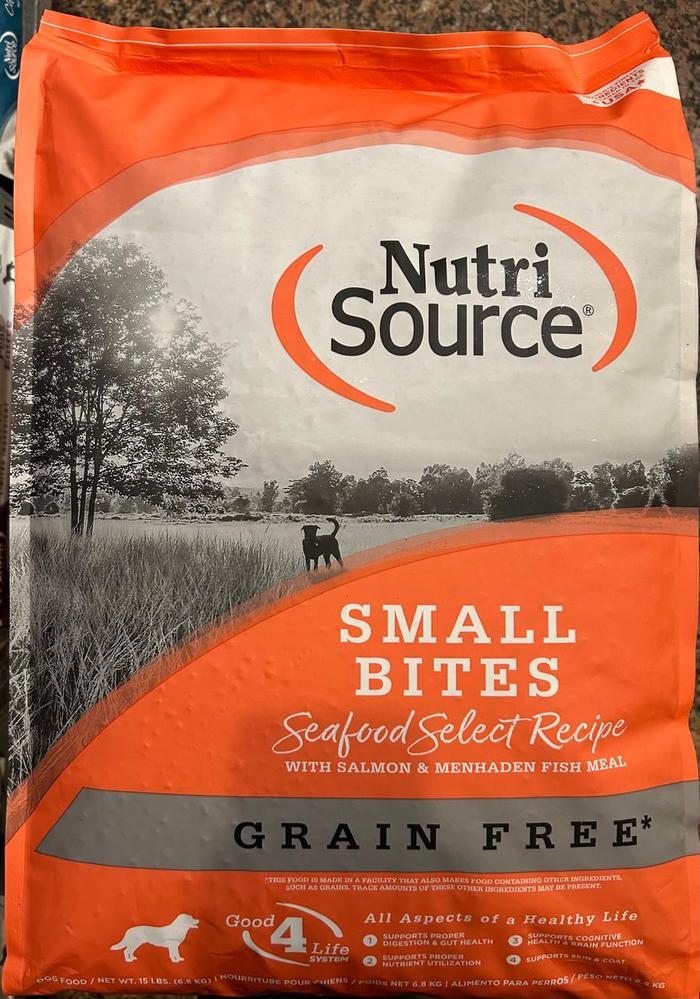 USA*
Nutri
Source®
SMALL
BITES
Seafood Select Recipe
WITH SALMON & MENHADEN FISH MEAL
GRAIN FREE*
*THIS FOOD IS MADE IN A FACILITY THAT ALSO MAKES FOOD CONTAINING OTHER INGREDIENTS,
SUCH AS GRAINS. TRACE AMOUNTS OF THESE OTHER INGREDIENTS MAY BE PRESENT.
Good 4 Life
SYSTEM
All Aspects of a Healthy Life
1 SUPPORTS PROPER
DIGESTION & GUT HEALTH
2 SUPPORTS PROPER
NUTRIENT UTILIZATION
3 SUPPORTS COGNITIVE
HEALTH & BRAIN FUNCTION
4 SUPPORTS SKIN & COAT
DOG FOOD / NET WT. 15 LBS. (6.8 KG) | NOURRITURE POUR CHIENS / POIDS NET 6,8 KG | ALIMENTO PARA PERROS / PESO NETO 6,8 KG